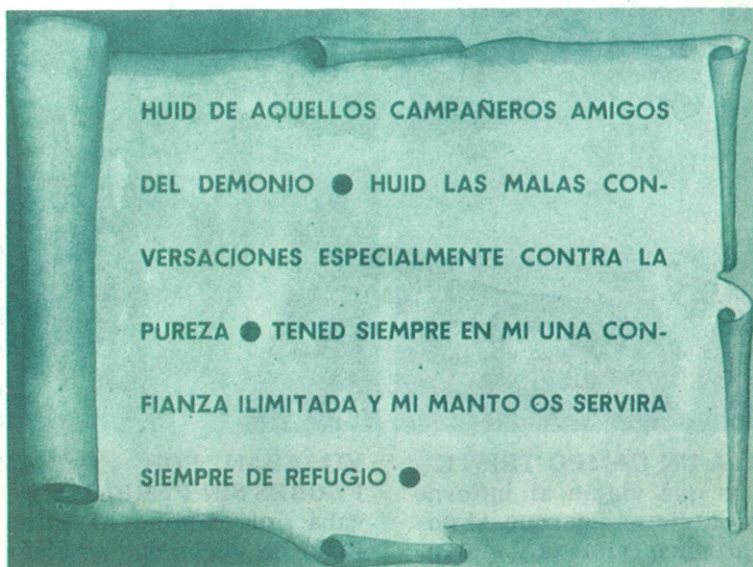 HUID DE AQUELLOS CAMPAÑEROS AMIGOS
DEL DEMONIO ● HUID LAS MALAS CON-
VERSACIONES ESPECIALMENTE CONTRA LA
PUREZA ● TENED SIEMPRE EN MI UNA CON-
FIANZA ILIMITADA Y MI MANTO OS SERVIRA
SIEMPRE DE REFUGIO ●